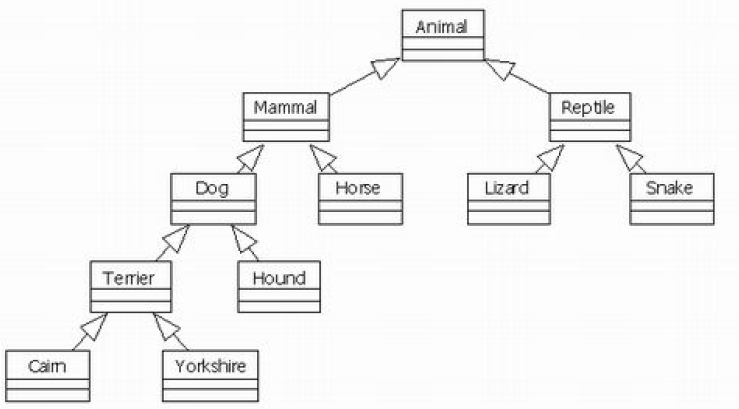 Animal
Mammal
Reptile
Dog
Horse
Lizard
Snake
Terrier
Hound
Cairn
Yorkshire